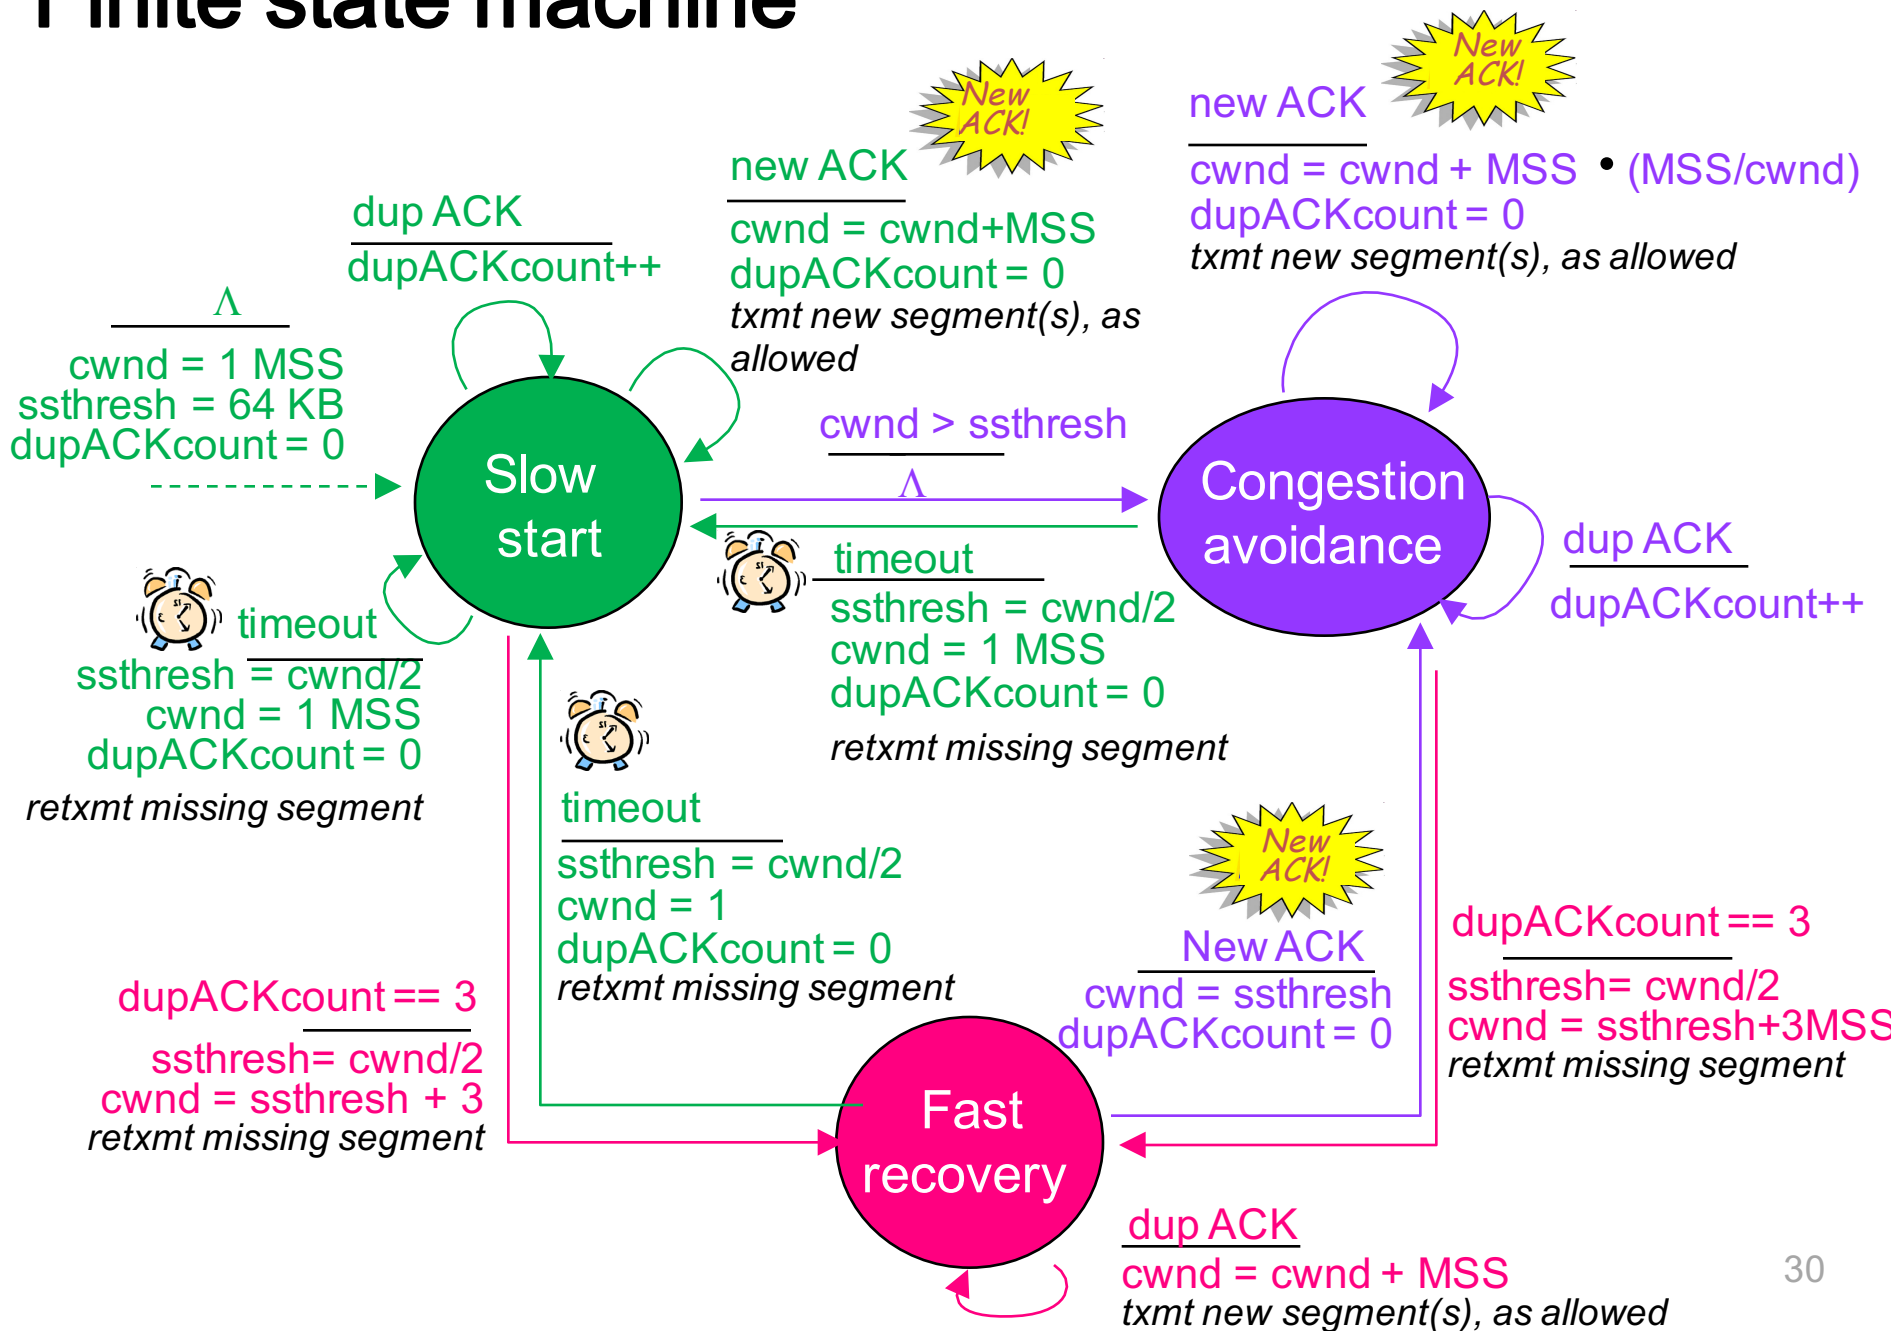 Finite state machine
New
ACK!
new ACK
cwnd = cwnd + MSS • (MSS/cwnd)
dupACKcount = 0
txmt new segment(s), as allowed
New
ACK!
new ACK
cwnd = cwnd+MSS
dupACKcount = 0
txmt new segment(s), as
allowed
dup ACK
dupACKcount++
Λ
cwnd = 1 MSS
ssthresh = 64 KB
dupACKcount = 0
Slow
start
cwnd > ssthresh
Λ
Congestion
avoidance
dup ACK
dupACKcount++
timeout
ssthresh = cwnd/2
cwnd = 1 MSS
dupACKcount = 0
retxmt missing segment
timeout
ssthresh = cwnd/2
cwnd = 1 MSS
dupACKcount = 0
retxmt missing segment
timeout
ssthresh = cwnd/2
cwnd = 1
dupACKcount = 0
retxmt missing segment
New
ACK!
New ACK
cwnd = ssthresh
dupACKcount = 0
dupACKcount == 3
ssthresh= cwnd/2
cwnd = ssthresh+3MSS
retxmt missing segment
dupACKcount == 3
ssthresh= cwnd/2
cwnd = ssthresh + 3
retxmt missing segment
Fast
recovery
dup ACK
cwnd = cwnd + MSS
txmt new segment(s), as allowed
30